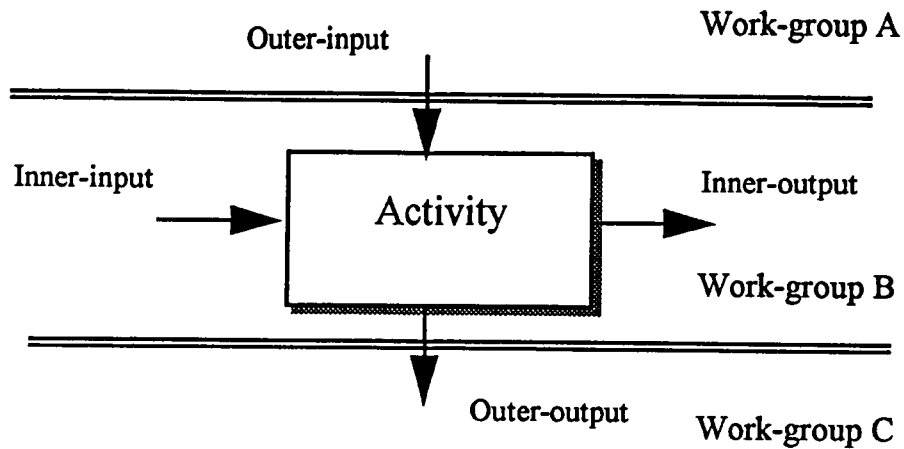 Work-group A
Outer-input
Inner-input
Activity
Inner-output
Work-group B
Outer-output
Work-group C